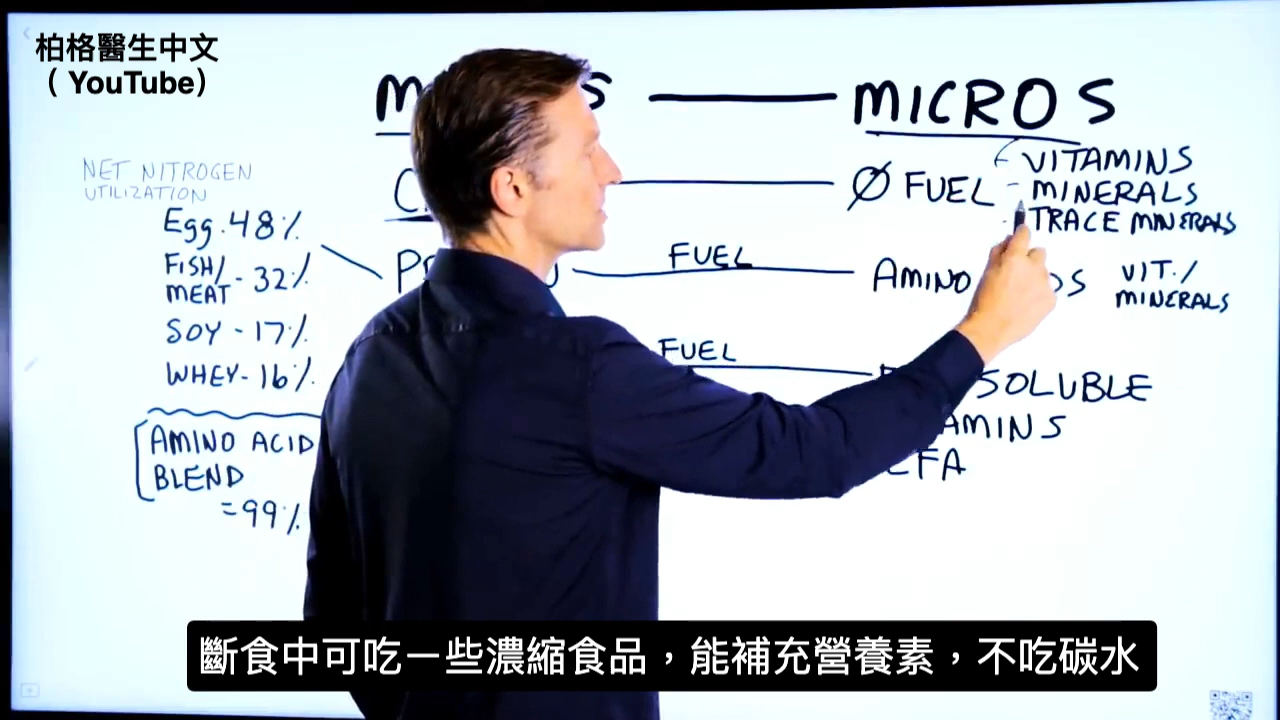 柏格醫生中文
（ YouTube）
MICROS
NET NITROGEN
UTILIZATION
Egg. 48%
FISH/
MEAT - 32%
SOY - 17%
WHEY - 16%
AMINO ACID
BLEND
=99%
Ø FUEL
- VITAMINS
- MINERALS
- TRACE MINERALS
FUEL
AMINO
VIT./
MINERALS
FUEL
SOLUBLE
斷食中可吃一些濃縮食品，能補充營養素，不吃碳水